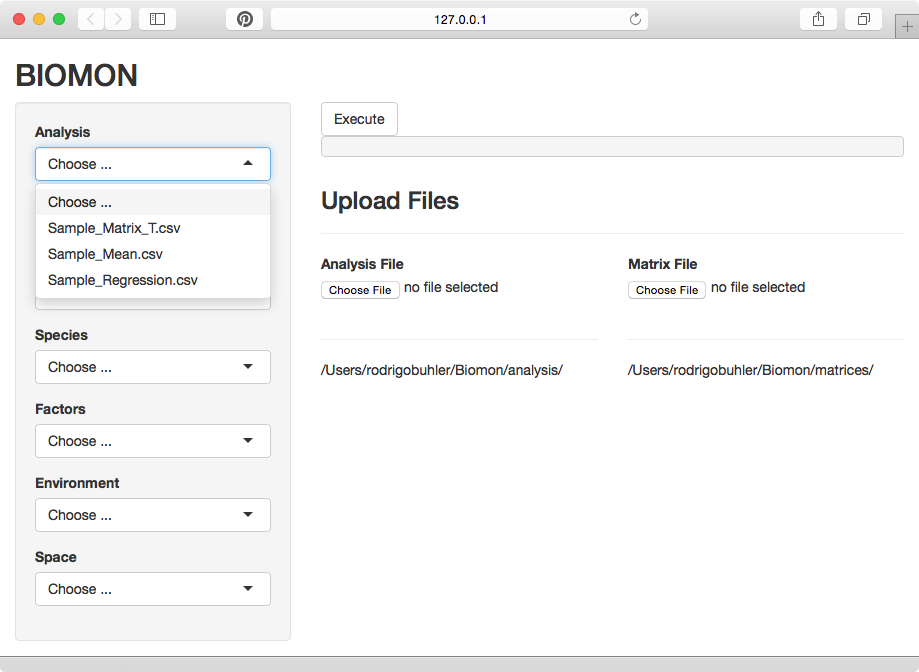 127.0.0.1
BIOMON
Analysis
Choose ...
Choose ...
Sample_Matrix_T.csv
Sample_Mean.csv
Sample_Regression.csv
Species
Choose ...
Factors
Choose ...
Environment
Choose ...
Space
Choose ...
Execute
Upload Files
Analysis File
Choose File no file selected
/Users/rodrigobuhler/Biomon/analysis/
Matrix File
Choose File no file selected
/Users/rodrigobuhler/Biomon/matrices/